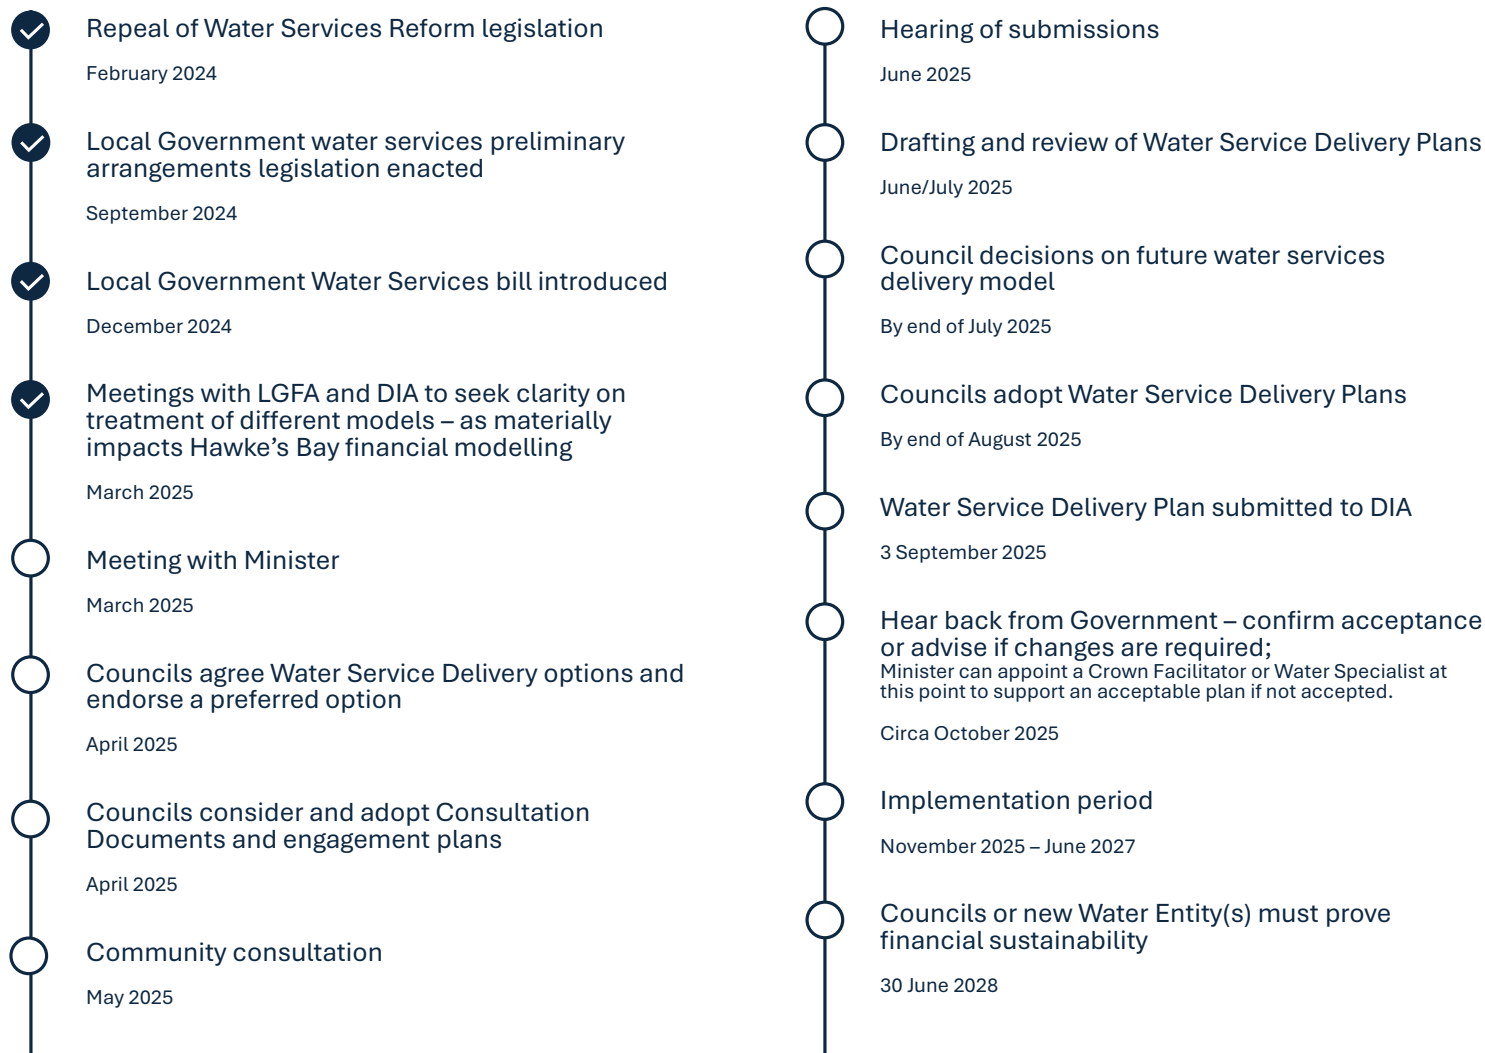 Repeal of Water Services Reform legislation
February 2024
Local Government water services preliminary
arrangements legislation enacted
September 2024
Local Government Water Services bill introduced
December 2024
Meetings with LGFA and DIA to seek clarity on
treatment of different models – as materially
impacts Hawke’s Bay financial modelling
March 2025
Meeting with Minister
March 2025
Councils agree Water Service Delivery options and
endorse a preferred option
April 2025
Councils consider and adopt Consultation
Documents and engagement plans
April 2025
Community consultation
May 2025
Hearing of submissions
June 2025
Drafting and review of Water Service Delivery Plans
June/July 2025
Council decisions on future water services
delivery model
By end of July 2025
Councils adopt Water Service Delivery Plans
By end of August 2025
Water Service Delivery Plan submitted to DIA
3 September 2025
Hear back from Government – confirm acceptance
or advise if changes are required;
Minister can appoint a Crown Facilitator or Water Specialist at
this point to support an acceptable plan if not accepted.
Circa October 2025
Implementation period
November 2025 – June 2027
Councils or new Water Entity(s) must prove
financial sustainability
30 June 2028